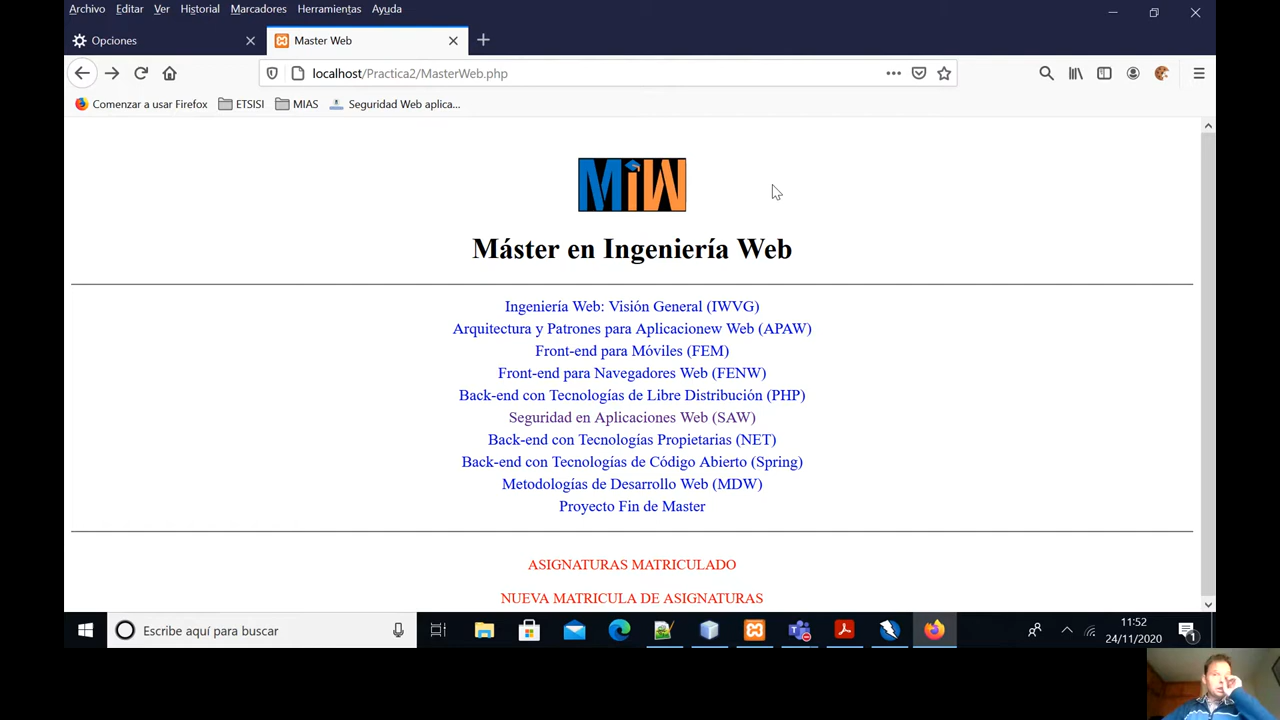 Archivo Editar Ver Historial Marcadores Herramientas Ayuda
Opciones Master Web
localhost/Practica2/MasterWeb.php
Comenzar a usar Firefox ETSISI MIAS Seguridad Web aplica...
MiW
Máster en Ingeniería Web
Ingeniería Web: Visión General (IWVG)
Arquitectura y Patrones para Aplicacionew Web (APAW)
Front-end para Móviles (FEM)
Front-end para Navegadores Web (FENW)
Back-end con Tecnologías de Libre Distribución (PHP)
Seguridad en Aplicaciones Web (SAW)
Back-end con Tecnologías Propietarias (NET)
Back-end con Tecnologías de Código Abierto (Spring)
Metodologías de Desarrollo Web (MDW)
Proyecto Fin de Master
ASIGNATURAS MATRICULADO
NUEVA MATRICULA DE ASIGNATURAS
Escribe aquí para buscar
11:52
24/11/2020
1